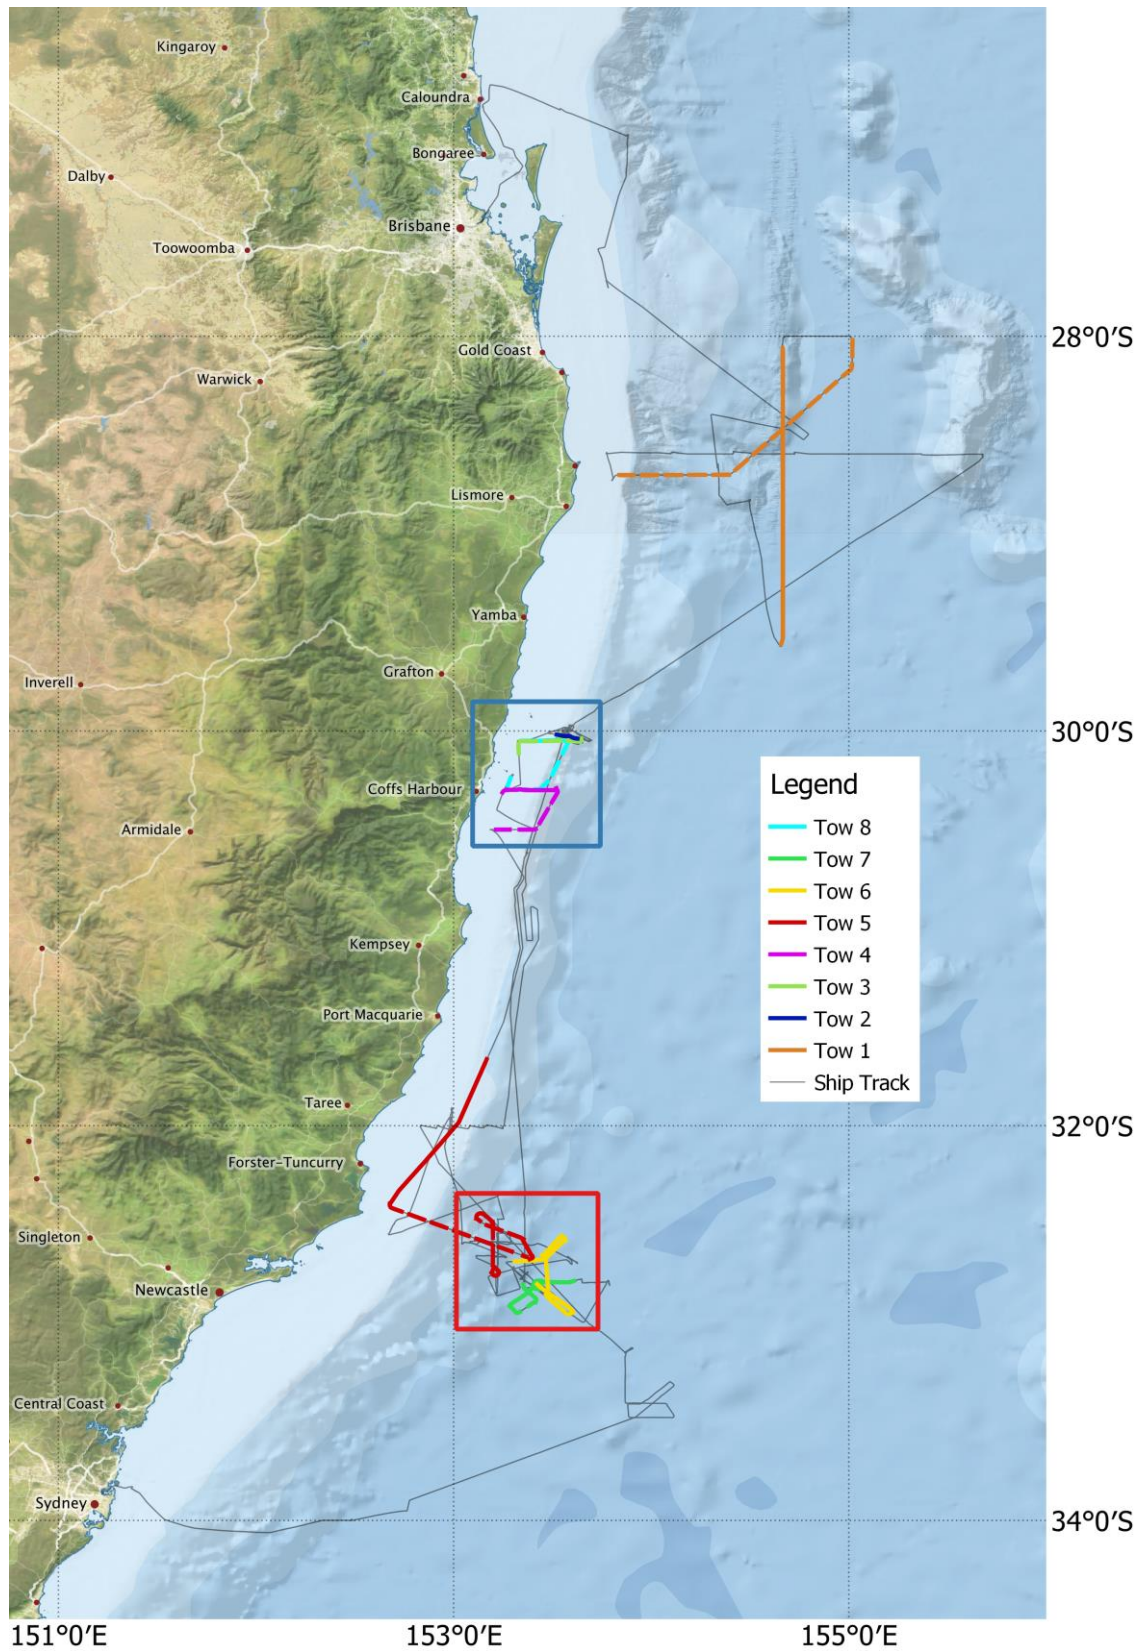 Kingaroy
Caloundra
Bongaree
Dalby
Brisbane
Toowoomba
28°0′S
Gold Coast
Warwick
Lismore
Yamba
Grafton
Inverell
30°0′S
Legend
Coffs Harbour
Tow 8
Armidale
Tow 7
Tow 6
Tow 5
Kempsey
Tow 4
Tow 3
Port Macquarie
Tow 2
Tow 1
Ship Track
Taree
32°0′S
Forster-Tuncurry
Singleton
Newcastle
Central Coast
Sydney
34°0′S
151°0′E 153°0′E 155°0′E